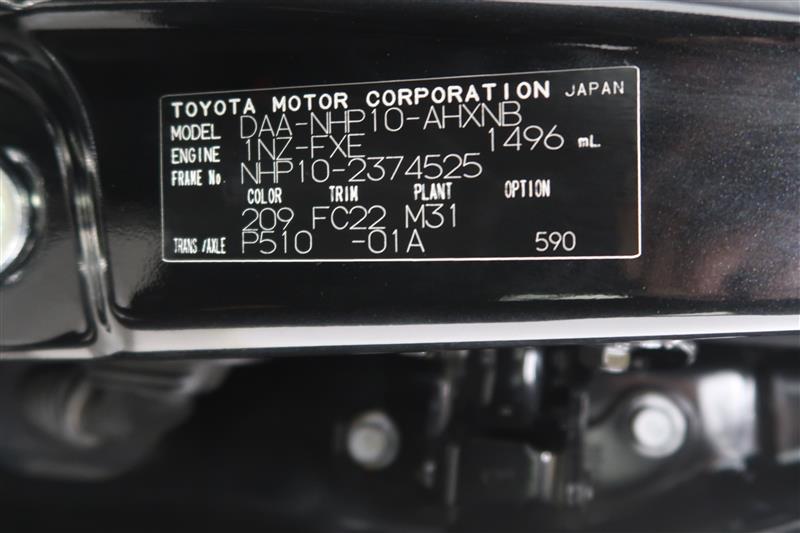 TOYOTA MOTOR CORPORATION JAPAN
MODEL DAA-NHP10-AHXNB
ENGINE 1NZ-FXE 1496 mL
FRAME No. NHP10-2374525
COLOR TRIM PLANT OPTION
209 FC22 M31
TRANS/AXLE P510 -01A 590